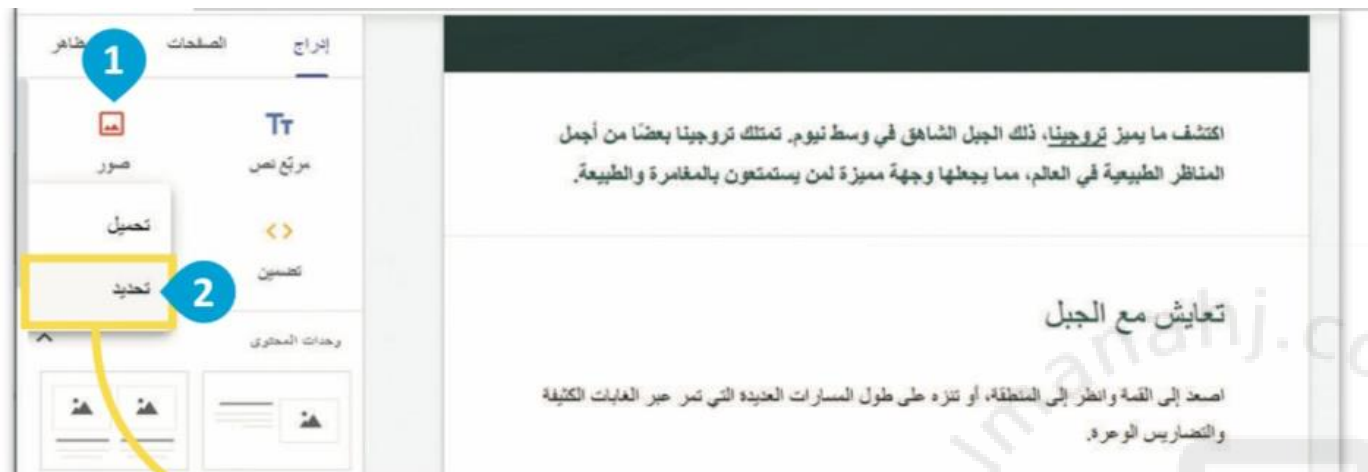 إدراج
الصفحات
1
صور
Tт
مربع نص
تحميل
تحديد
2
< >
تضمين
وحدات المحتوى
اكتشف ما يميز تروجينا، ذلك الجبل الشاهق في وسط نيوم. تمتلك تروجينا بعضًا من أجمل
المناظر الطبيعية في العالم، مما يجعلها وجهة مميزة لمن يستمتعون بالمغامرة والطبيعة.
تعايش مع الجبل
اصعد إلى القمة وانظر إلى المنطقة، أو تنزه على طول المسارات العديدة التي تمر عبر الغابات الكثيفة
والتضاريس الوعرة.